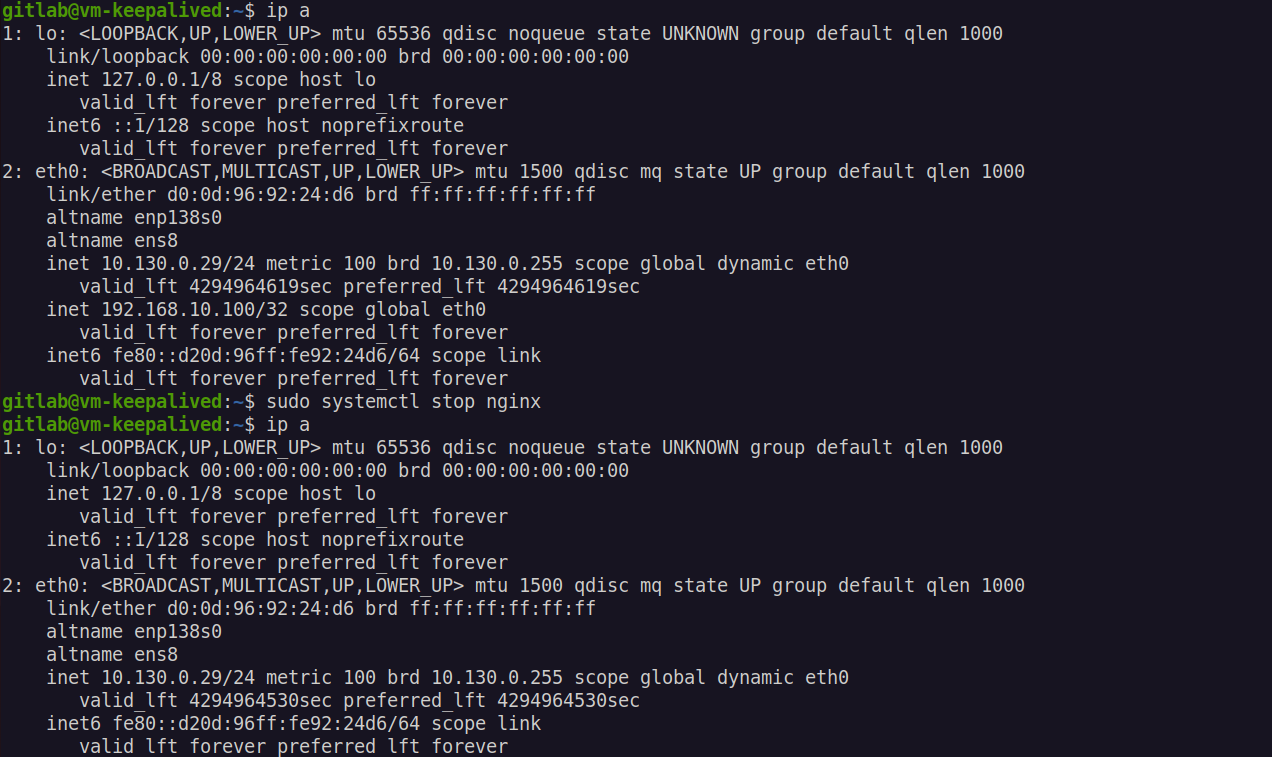 gitlab@vm-keepalived:~$ ip a
1: lo: <LOOPBACK,UP,LOWER_UP> mtu 65536 qdisc noqueue state UNKNOWN group default qlen 1000
    link/loopback 00:00:00:00:00:00 brd 00:00:00:00:00:00
    inet 127.0.0.1/8 scope host lo
       valid_lft forever preferred_lft forever
    inet6 ::1/128 scope host noprefixroute
       valid_lft forever preferred_lft forever
2: eth0: <BROADCAST,MULTICAST,UP,LOWER_UP> mtu 1500 qdisc mq state UP group default qlen 1000
    link/ether d0:0d:96:92:24:d6 brd ff:ff:ff:ff:ff:ff
    altname enp138s0
    altname ens8
    inet 10.130.0.29/24 metric 100 brd 10.130.0.255 scope global dynamic eth0
       valid_lft 4294964619sec preferred_lft 4294964619sec
    inet 192.168.10.100/32 scope global eth0
       valid_lft forever preferred_lft forever
    inet6 fe80::d20d:96ff:fe92:24d6/64 scope link
       valid_lft forever preferred_lft forever
gitlab@vm-keepalived:~$ sudo systemctl stop nginx
gitlab@vm-keepalived:~$ ip a
1: lo: <LOOPBACK,UP,LOWER_UP> mtu 65536 qdisc noqueue state UNKNOWN group default qlen 1000
    link/loopback 00:00:00:00:00:00 brd 00:00:00:00:00:00
    inet 127.0.0.1/8 scope host lo
       valid_lft forever preferred_lft forever
    inet6 ::1/128 scope host noprefixroute
       valid_lft forever preferred_lft forever
2: eth0: <BROADCAST,MULTICAST,UP,LOWER_UP> mtu 1500 qdisc mq state UP group default qlen 1000
    link/ether d0:0d:96:92:24:d6 brd ff:ff:ff:ff:ff:ff
    altname enp138s0
    altname ens8
    inet 10.130.0.29/24 metric 100 brd 10.130.0.255 scope global dynamic eth0
       valid_lft 4294964530sec preferred_lft 4294964530sec
    inet6 fe80::d20d:96ff:fe92:24d6/64 scope link
       valid_lft forever preferred_lft forever